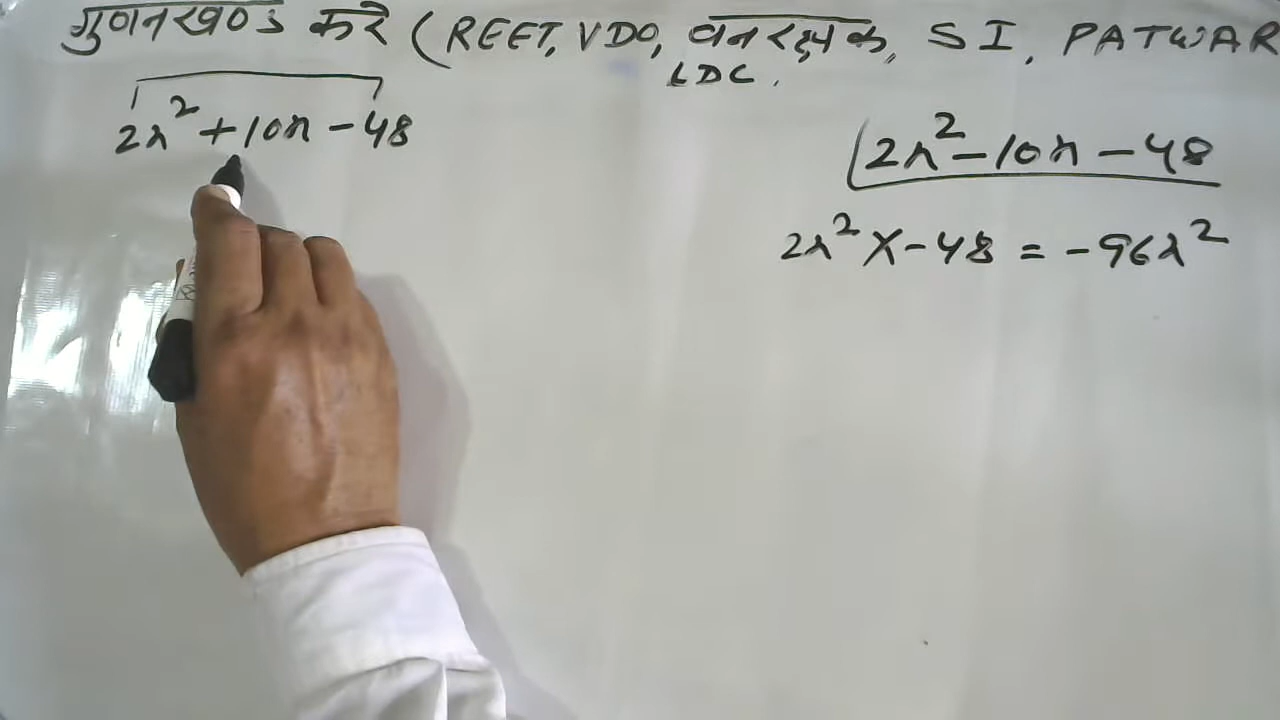 गुणनखण्ड करे (REET, VDO, वनरक्षक, SI, PATWAR
LDC.
2x² + 10x - 48
2x² - 10x - 48
2x² X - 48 = - 96x²